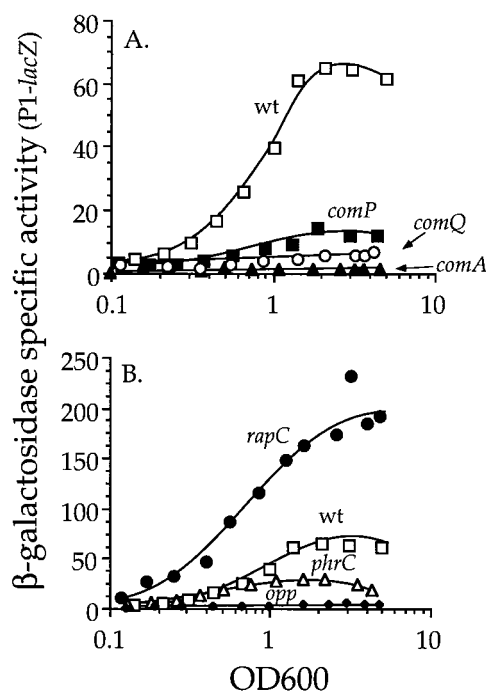 β-galactosidase specific activity (P1-lacZ)
A.
80
60
40
20
0
wt
comP
comQ
comA
0.1
1
10
B.
250
200
150
100
50
0
rapC
wt
phrC
opp
0.1
1
10
OD600